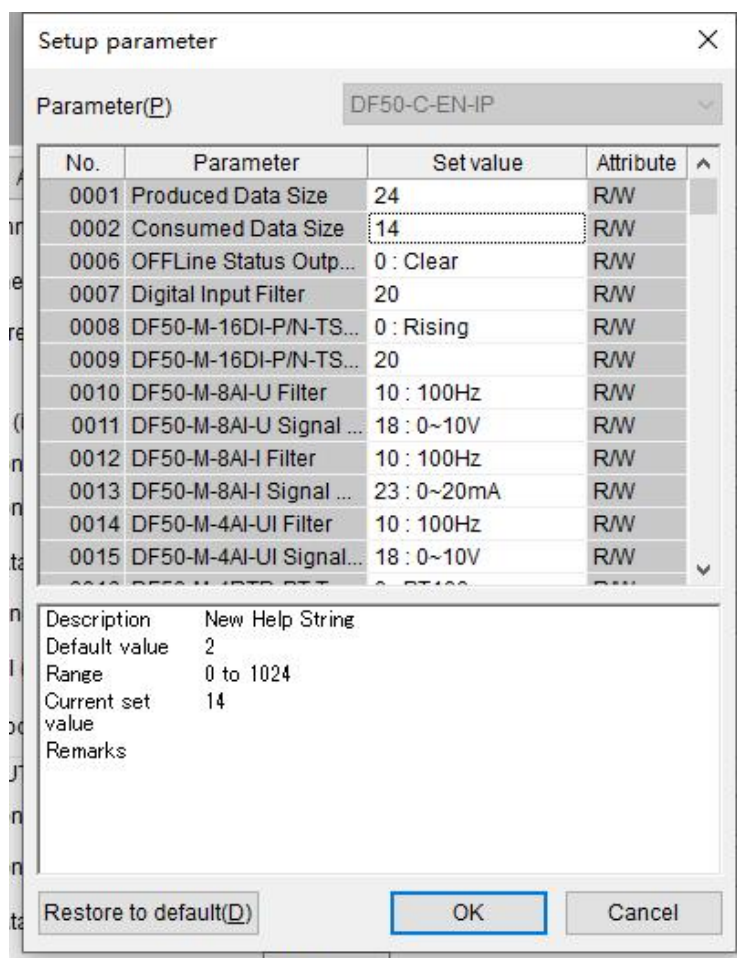 Setup parameter
Parameter(P) DF50-C-EN-IP
No. Parameter Set value Attribute
0001 Produced Data Size 24 R/W
0002 Consumed Data Size 14 R/W
0006 OFFLine Status Outp... 0 : Clear R/W
0007 Digital Input Filter 20 R/W
0008 DF50-M-16DI-P/N-TS... 0 : Rising R/W
0009 DF50-M-16DI-P/N-TS... 20 R/W
0010 DF50-M-8AI-U Filter 10 : 100Hz R/W
0011 DF50-M-8AI-U Signal ... 18 : 0~10V R/W
0012 DF50-M-8AI-I Filter 10 : 100Hz R/W
0013 DF50-M-8AI-I Signal ... 23 : 0~20mA R/W
0014 DF50-M-4AI-UI Filter 10 : 100Hz R/W
0015 DF50-M-4AI-UI Signal... 18 : 0~10V R/W
Description New Help String
Default value 2
Range 0 to 1024
Current set value 14
Remarks
Restore to default(D) OK Cancel